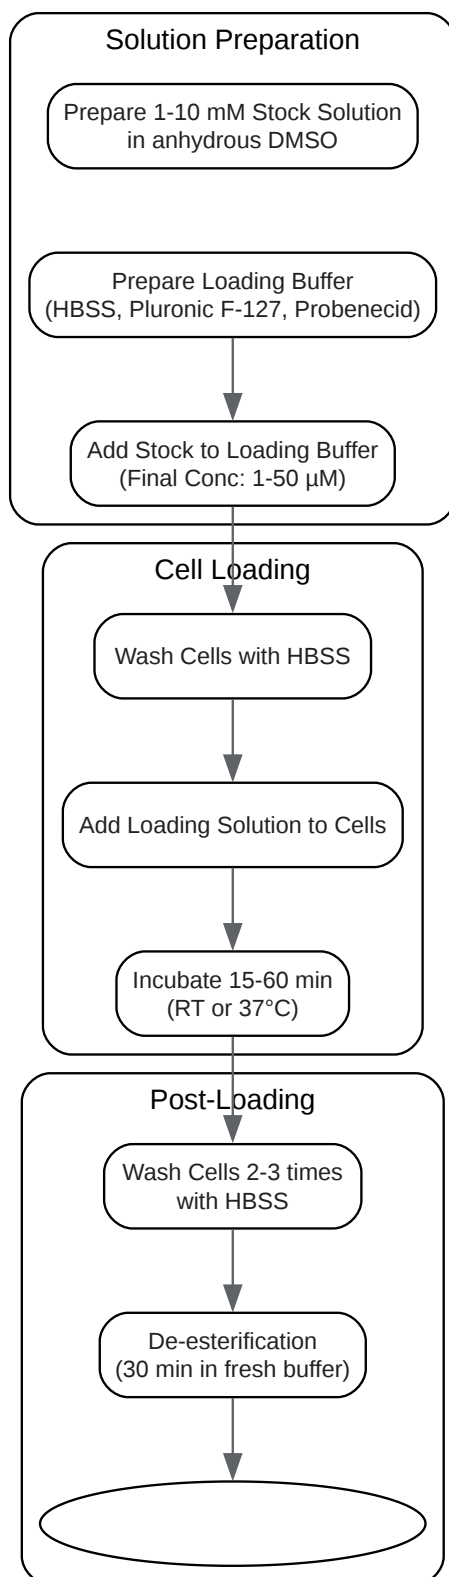 Solution Preparation
Prepare 1-10 mM Stock Solution
in anhydrous DMSO
Prepare Loading Buffer
(HBSS, Pluronic F-127, Probenecid)
Add Stock to Loading Buffer
(Final Conc: 1-50 µM)
Cell Loading
Wash Cells with HBSS
Add Loading Solution to Cells
Incubate 15-60 min
(RT or 37°C)
Post-Loading
Wash Cells 2-3 times
with HBSS
De-esterification
(30 min in fresh buffer)